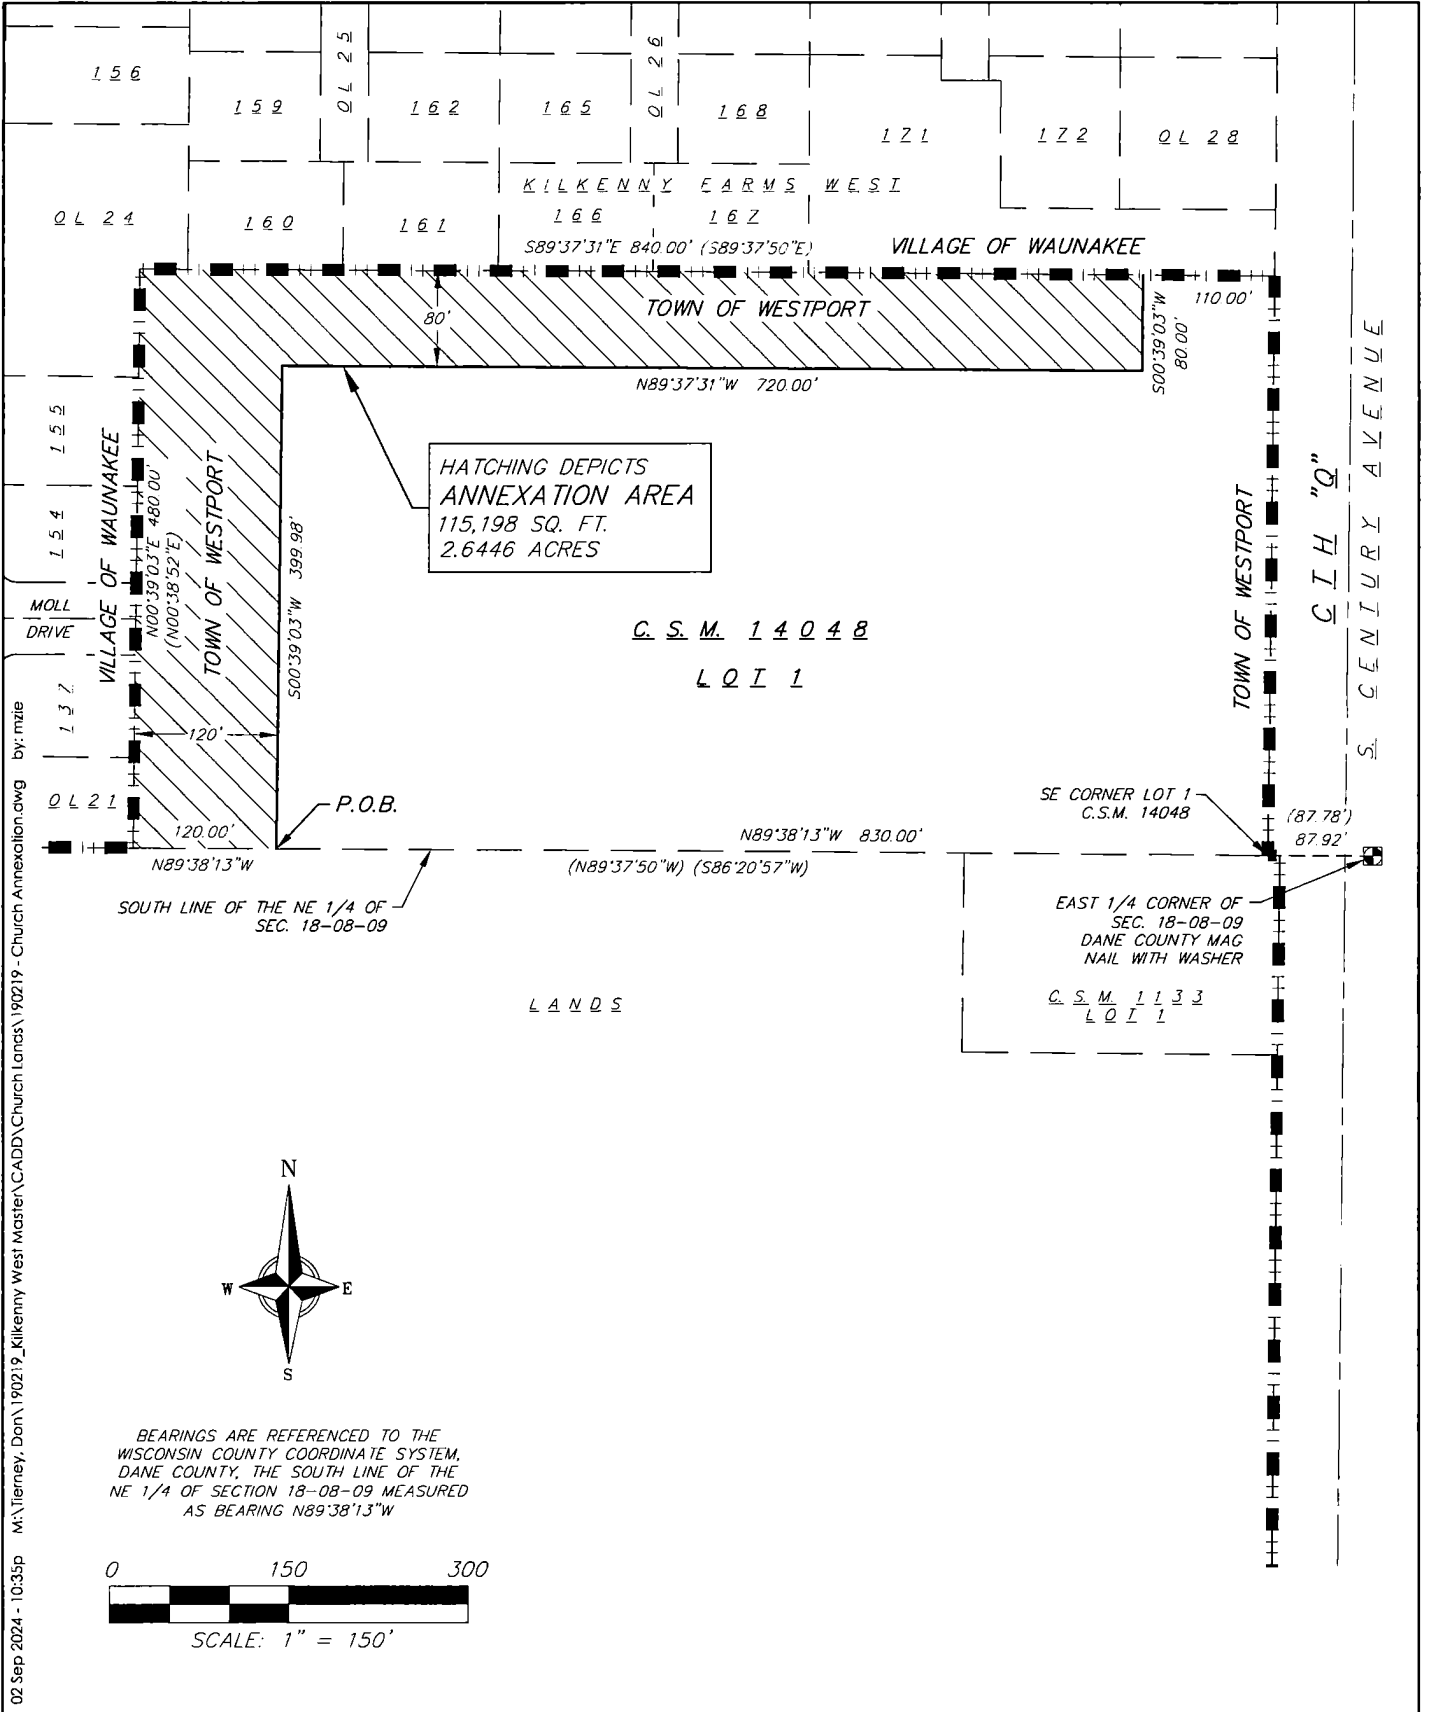 156
159
OL 25
162
165
OL 26
168
171
172
OL 28
KILKENNY FARMS WEST
OL 24
160
161
166
167
S89°37'31"E 840.00' (S89°37'50"E)
VILLAGE OF WAUNAKEE
TOWN OF WESTPORT
110.00'
80'
S00°39'03"W
80.00'
N89°37'31"W 720.00'
155
154
MOLL
DRIVE
137
OL 21
VILLAGE OF WAUNAKEE
N00°39'03"E 480.00'
(N00°38'52"E)
TOWN OF WESTPORT
S00°39'03"W 399.98'
HATCHING DEPICTS
ANNEXATION AREA
115,198 SQ. FT.
2.6446 ACRES
C.S.M. 14048
LOT 1
TOWN OF WESTPORT
CTH "Q"
S. CENTURY AVENUE
120'
P.O.B.
120.00'
N89°38'13"W
SE CORNER LOT 1
C.S.M. 14048
(87.78')
87.92'
N89°38'13"W 830.00'
(N89°37'50"W) (S86°20'57"W)
SOUTH LINE OF THE NE 1/4 OF
SEC. 18-08-09
EAST 1/4 CORNER OF
SEC. 18-08-09
DANE COUNTY MAG
NAIL WITH WASHER
C.S.M. 1133
LOT 1
LANDS
N
W
E
S
BEARINGS ARE REFERENCED TO THE
WISCONSIN COUNTY COORDINATE SYSTEM,
DANE COUNTY, THE SOUTH LINE OF THE
NE 1/4 OF SECTION 18-08-09 MEASURED
AS BEARING N89°38'13"W
0 150 300
SCALE: 1" = 150'
02 Sep 2024 - 10:35p M:\Tierney, Don\190219_Kilkenny West Master\CADD\Church Lands\190219 - Church Annexation.dwg by: mzie